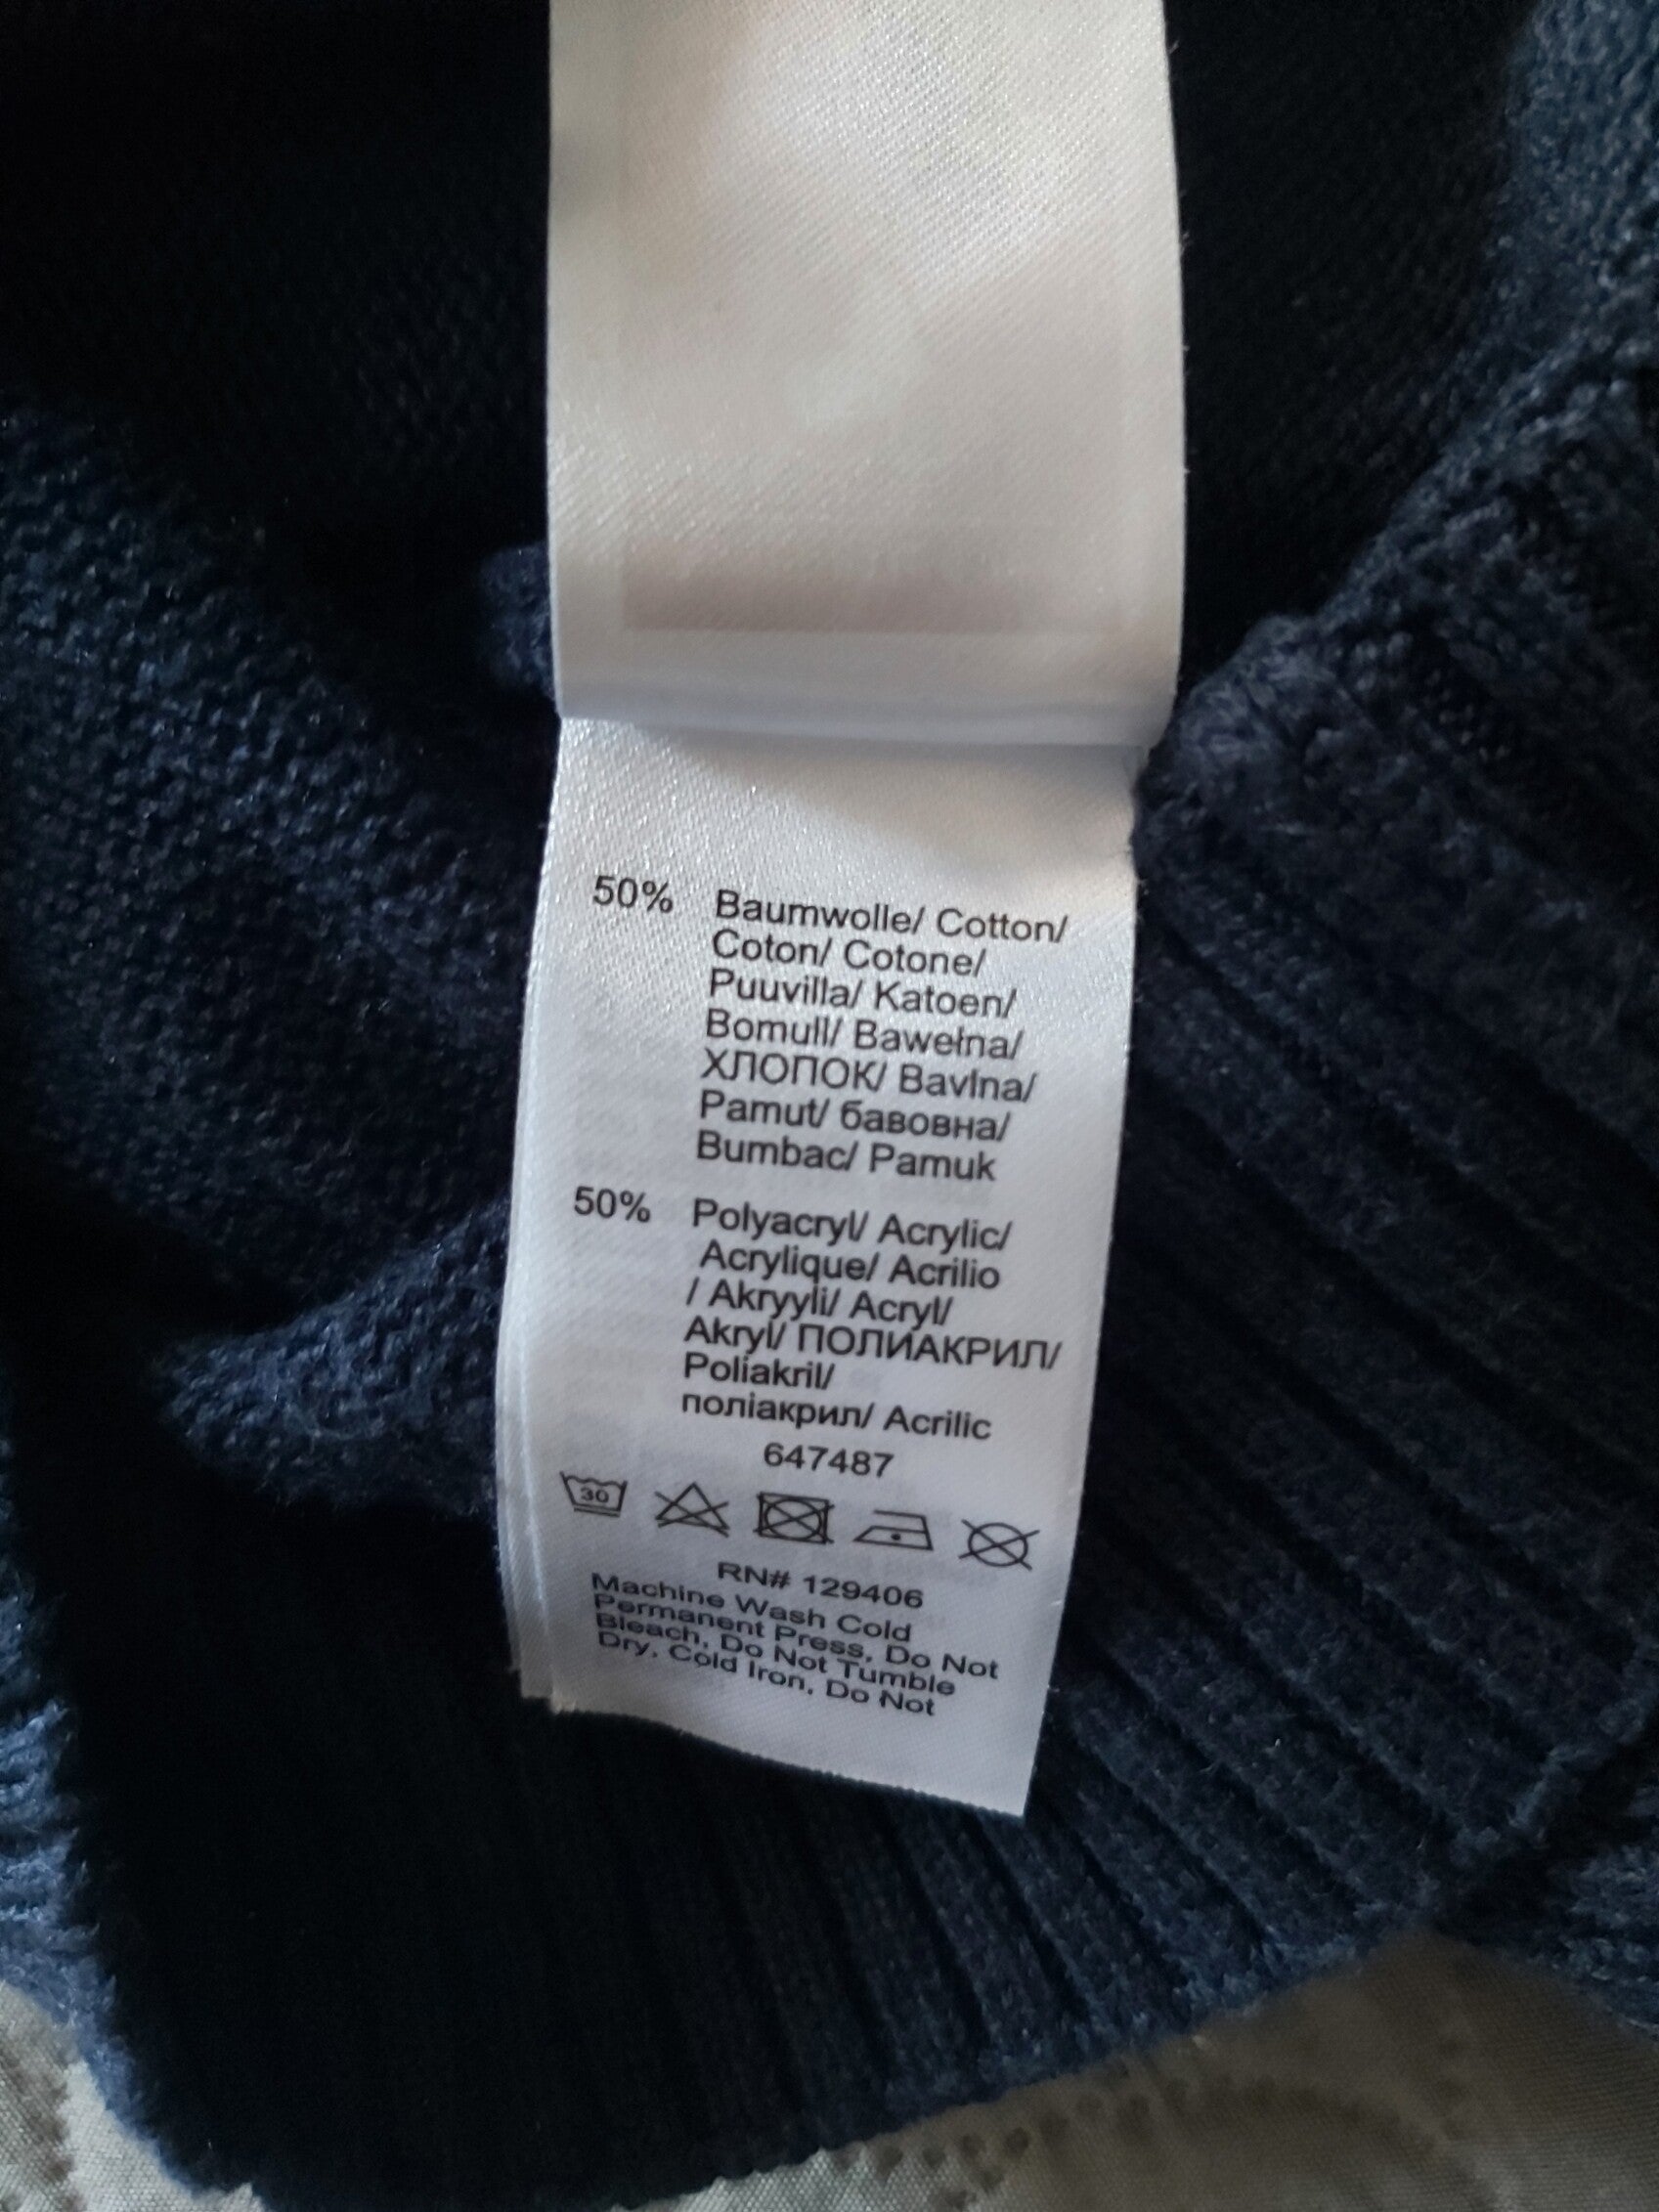 50% Baumwolle/ Cotton/
Coton/ Cotone/
Puuvilla/ Katoen/
Bomull/ Bawełna/
ХЛОПОК/ Bavlna/
Pamut/ бавовна/
Bumbac/ Pamuk
50% Polyacryl/ Acrylic/
Acrylique/ Acrilio
/ Akryyli/ Acryl/
Akryl/ ПОЛИАКРИЛ/
Poliakril/
поліакрил/ Acrilic
647487
30
RN# 129406
Machine Wash Cold
Permanent Press, Do Not
Bleach, Do Not Tumble
Dry, Cold Iron, Do Not